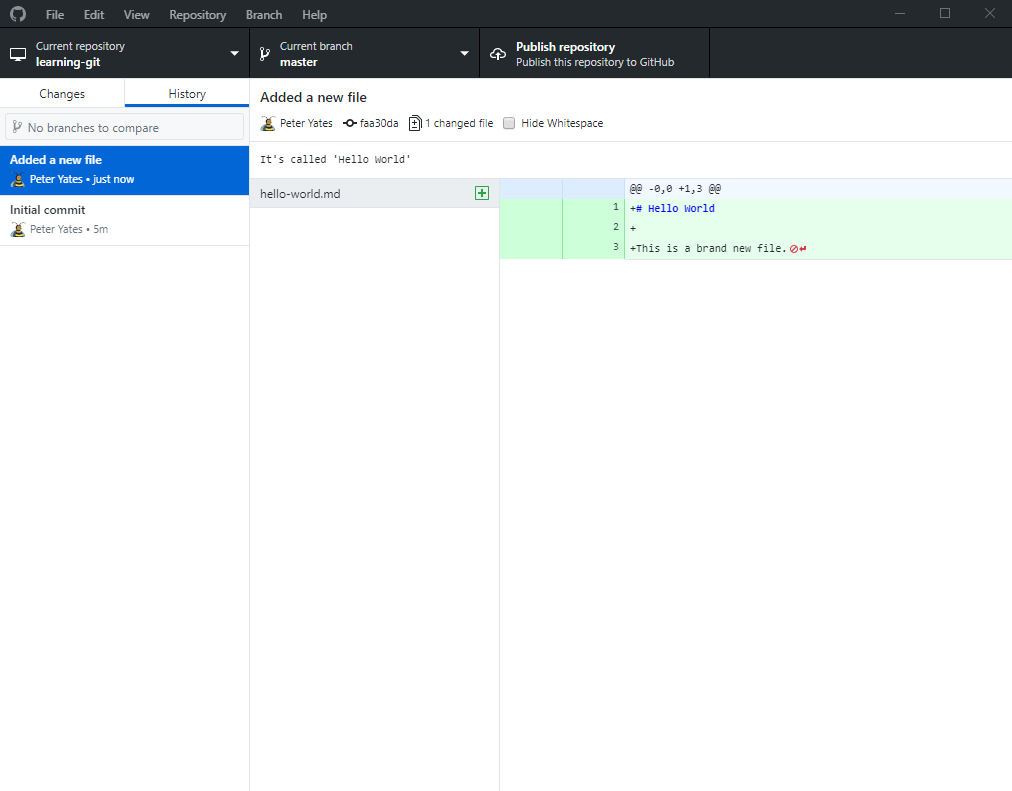 File Edit View Repository Branch Help
Current repository
learning-git
Current branch
master
Publish repository
Publish this repository to GitHub
Changes
History
No branches to compare
Added a new file
Peter Yates • just now
Initial commit
Peter Yates • 5m
Added a new file
Peter Yates faa30da 1 changed file Hide Whitespace
It's called 'Hello World'
hello-world.md
@@ -0,0 +1,3 @@
1 +# Hello World
2 +
3 +This is a brand new file.